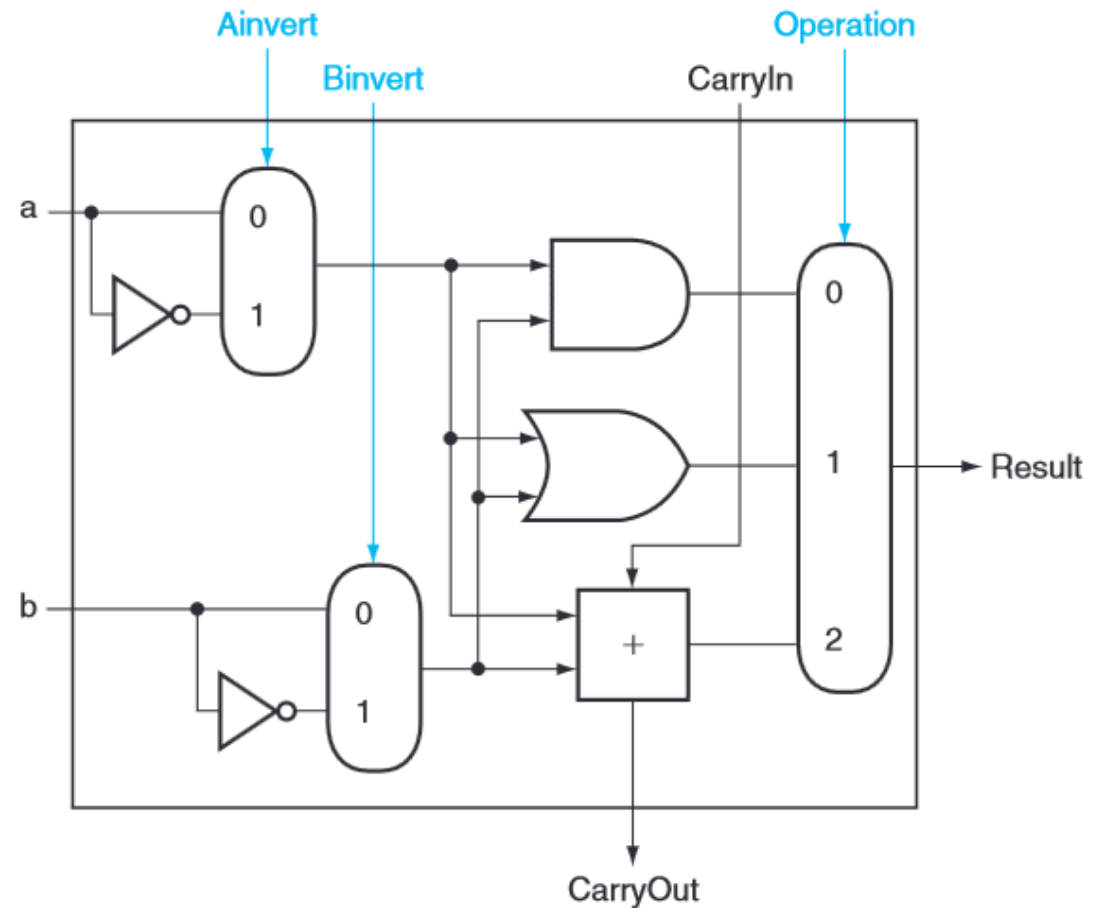 Ainvert
Operation
Binvert
CarryIn
a
0
1
0
1
Result
b
0
1
+
2
CarryOut